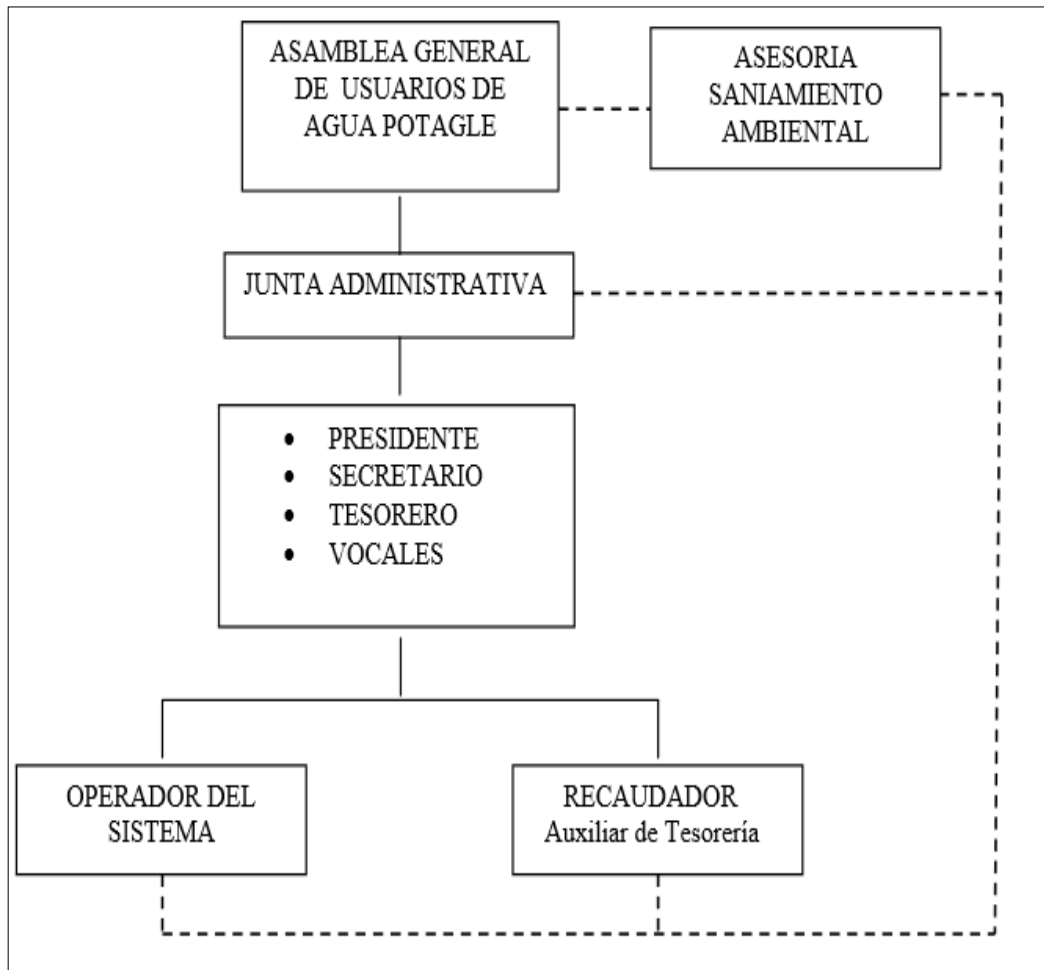 ASAMBLEA GENERAL
DE USUARIOS DE
AGUA POTAGLE
ASESORIA
SANIAMIENTO
AMBIENTAL
JUNTA ADMINISTRATIVA
• PRESIDENTE
• SECRETARIO
• TESORERO
• VOCALES
OPERADOR DEL
SISTEMA
RECAUDADOR
Auxiliar de Tesorería